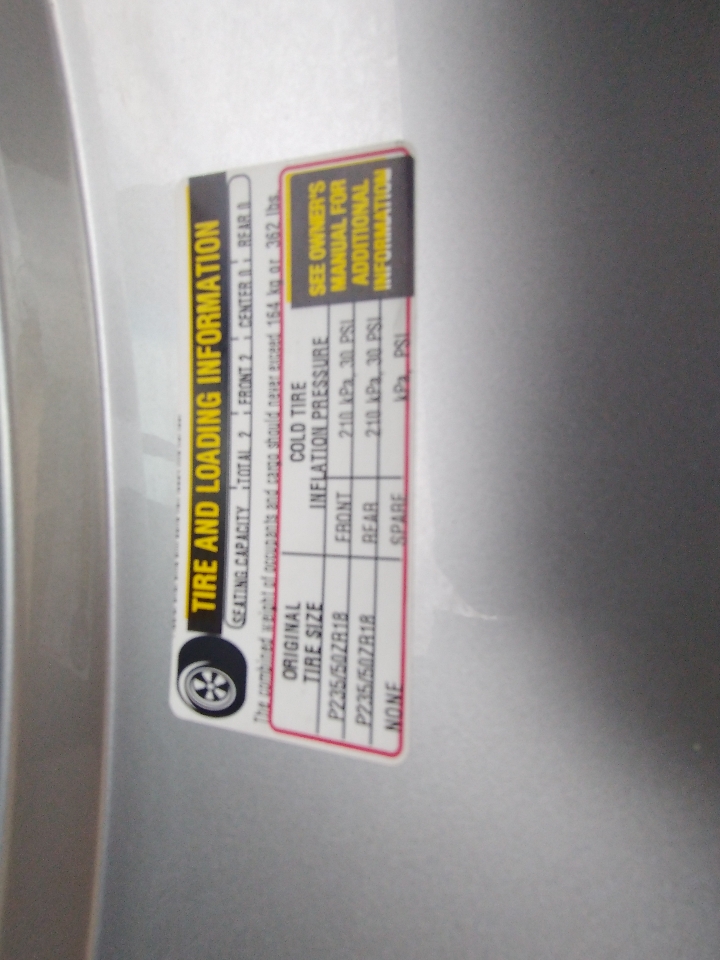 TIRE AND LOADING INFORMATION
SEATING CAPACITY TOTAL 2 FRONT 2 CENTER 0 REAR 0
The combined weight of occupants and cargo should never exceed 164 kg or 362 lbs.
ORIGINAL TIRE SIZE
COLD TIRE INFLATION PRESSURE
P235/50ZR18 FRONT 210 kPa, 30 PSI
P235/50ZR18 REAR 210 kPa, 30 PSI
NONE SPARE kPa, PSI
SEE OWNER'S
MANUAL FOR
ADDITIONAL
INFORMATION